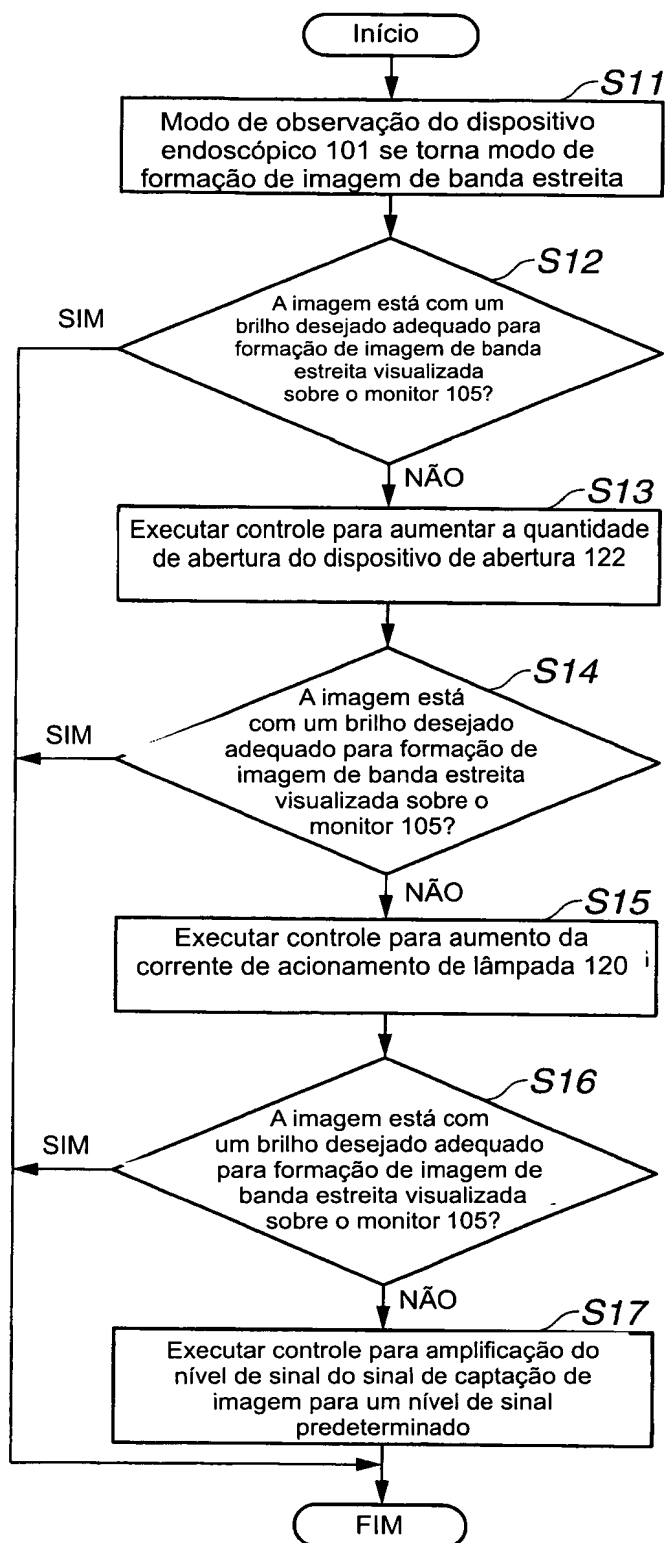 Início
S11
Modo de observação do dispositivo
endoscópico 101 se torna modo de
formação de imagem de banda estreita
S12
A imagem está com um
brilho desejado adequado para
formação de imagem de banda
estreita visualizada
sobre o monitor 105?
SIM
NÃO
S13
Executar controle para aumentar a quantidade
de abertura do dispositivo de abertura 122
S14
A imagem está
com um brilho desejado
adequado para formação de
imagem de banda estreita
visualizada sobre o
monitor 105?
SIM
NÃO
S15
Executar controle para aumento da
corrente de acionamento de lâmpada 120
S16
A imagem está com
um brilho desejado adequado
para formação de imagem de
banda estreita visualizada
sobre o monitor 105?
SIM
NÃO
S17
Executar controle para amplificação do
nível de sinal do sinal de captação de
imagem para um nível de sinal
predeterminado
FIM